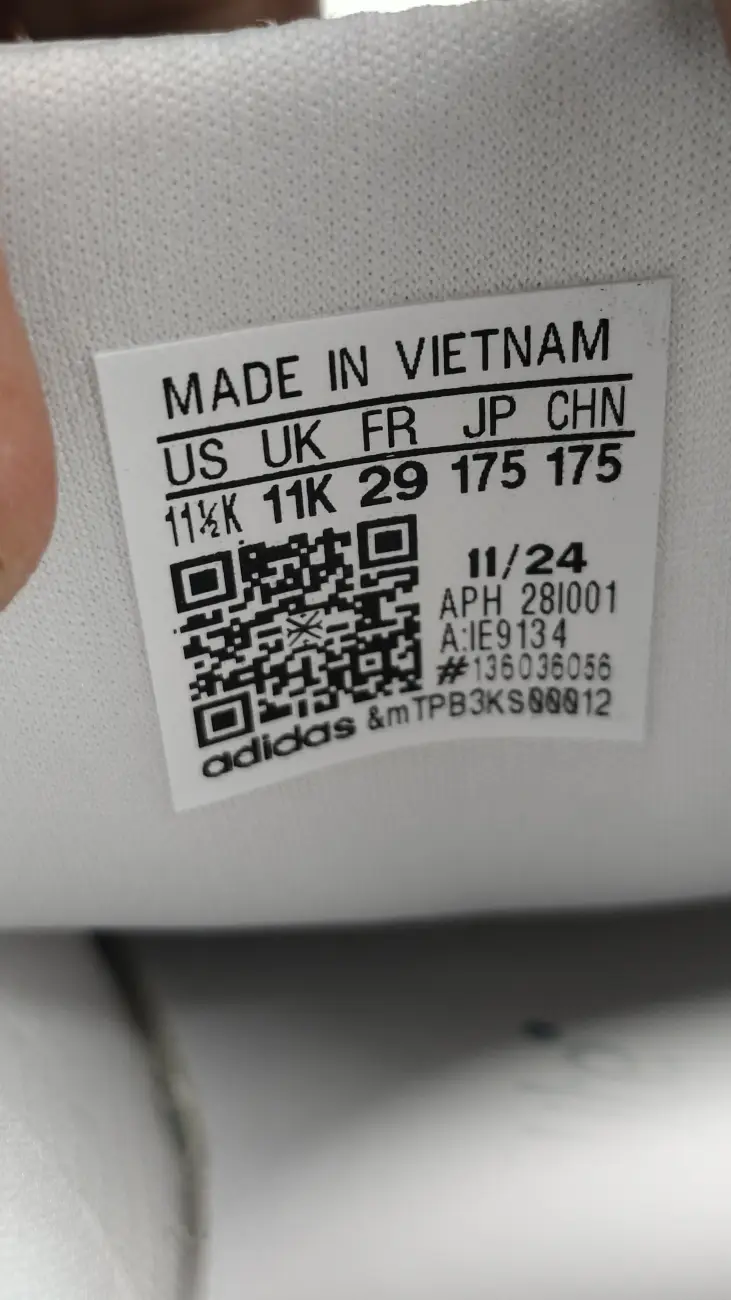 MADE IN VIETNAM
US UK FR JP CHN
11½K 11K 29 175 175
11/24
APH 28I001
A:IE9134
#136036056
adidas &mTPB3KS00012